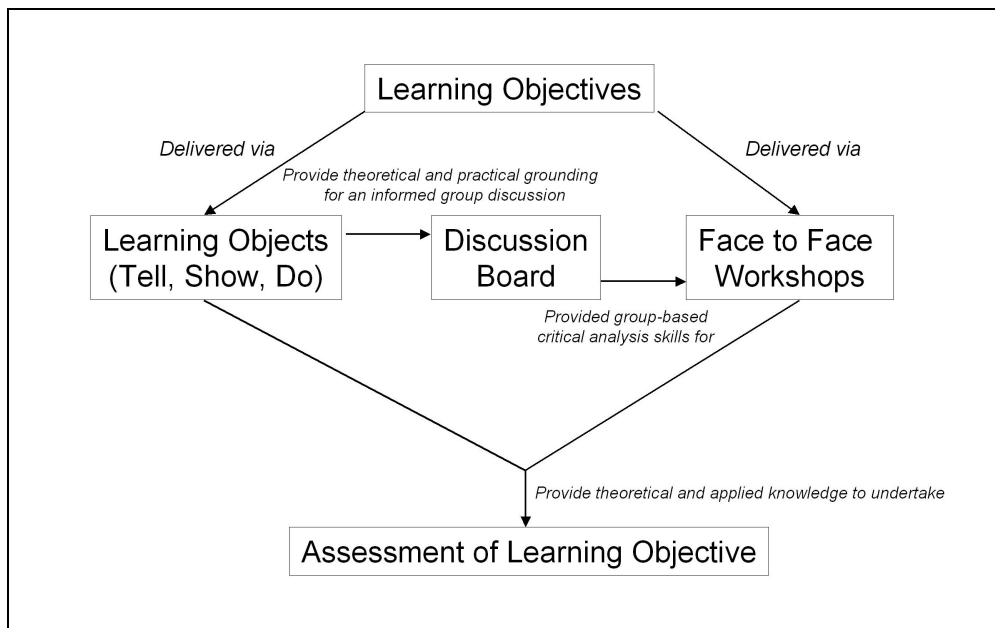 Learning Objectives
Delivered via
Delivered via
Provide theoretical and practical grounding
for an informed group discussion
Learning Objects
(Tell, Show, Do)
Discussion
Board
Face to Face
Workshops
Provided group-based
critical analysis skills for
Provide theoretical and applied knowledge to undertake
Assessment of Learning Objective